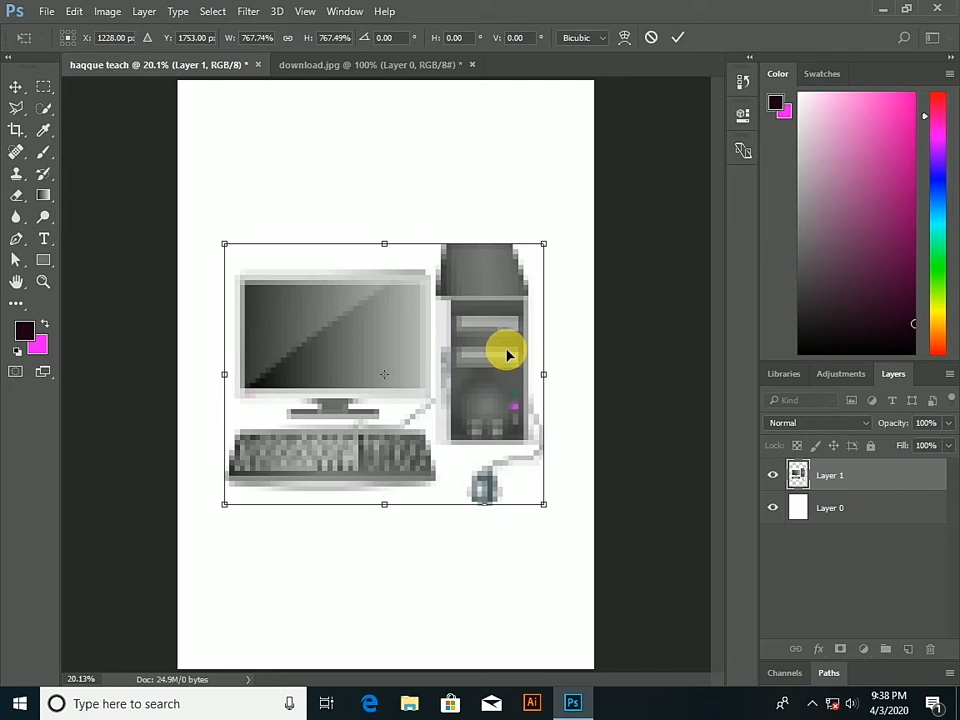 Ps File Edit Image Layer Type Select Filter 3D View Window Help
X: 1228.00 p: Y: 1753.00 p: W: 767.74% H: 767.49% 0.00 ° H: 0.00 ° V: 0.00 ° Bicubic
haqque teach @ 20.1% (Layer 1, RGB/8) * × download.jpg @ 100% (Layer 0, RGB/8#) * ×
Color Swatches
Libraries Adjustments Layers
Kind
Normal Opacity: 100%
Lock: Fill: 100%
Layer 1
Layer 0
Channels Paths
20.13% Doc: 24.9M/0 bytes
Type here to search Ai Ps 9:38 PM
4/3/2020 1